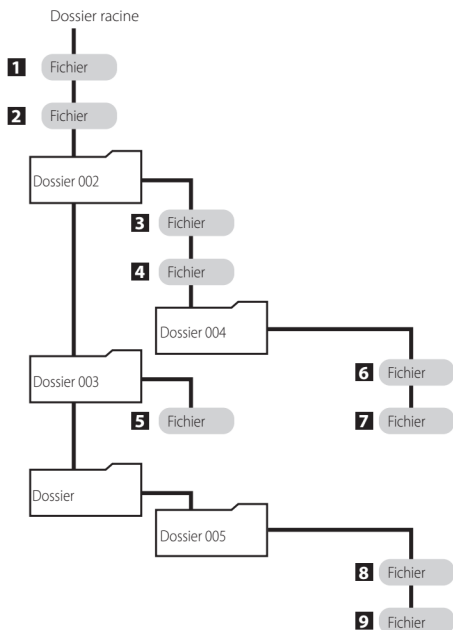 Dossier racine
1 Fichier
2 Fichier
Dossier 002
3 Fichier
4 Fichier
Dossier 004
Dossier 003
6 Fichier
5 Fichier
7 Fichier
Dossier
Dossier 005
8 Fichier
9 Fichier